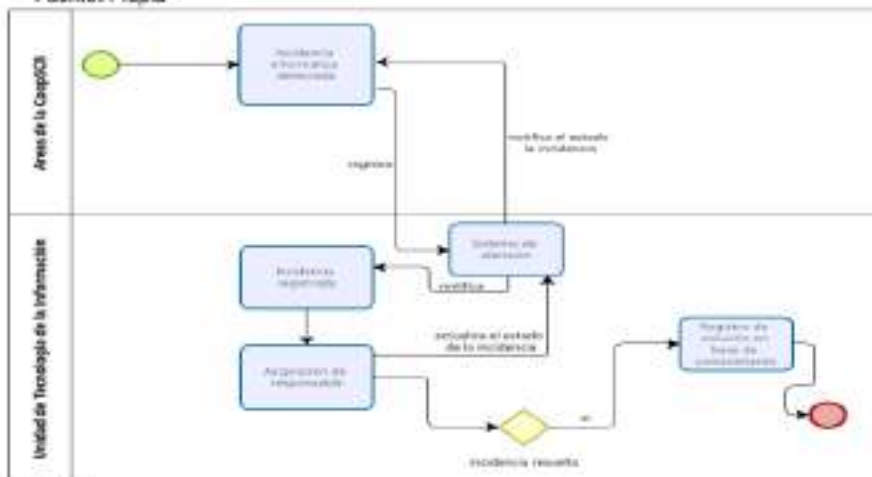 Areas de la CoopSCB
Incidencia
informática
detectada
registra
notifica el estado
la incidencia
Unidad de Tecnología de la Información
Sistema de
atención
Incidencia
registrada
notifica
actualiza el estado
de la incidencia
Asignación de
responsable
Registro de
solución en
base de
conocimiento
incidencia resuelta